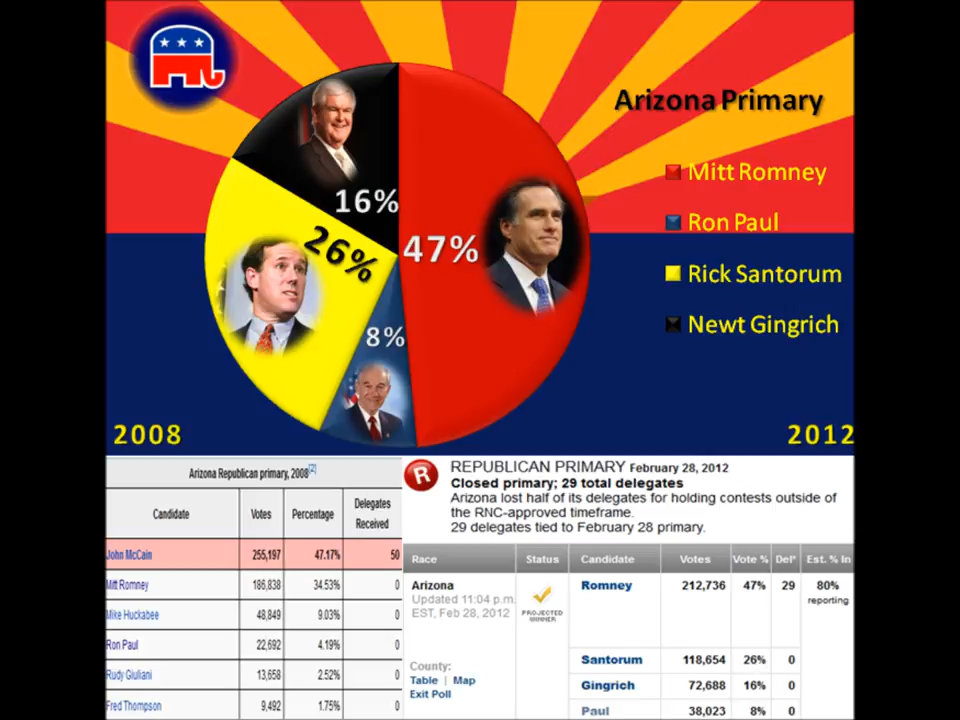 Arizona Primary
Mitt Romney
Ron Paul
Rick Santorum
Newt Gingrich
16%
26%
47%
8%
2008
2012
Arizona Republican primary, 2008[2]
Candidate Votes Percentage Delegates Received
John McCain 255,197 47.17% 50
Mitt Romney 186,838 34.53% 0
Mike Huckabee 48,849 9.03% 0
Ron Paul 22,692 4.19% 0
Rudy Giuliani 13,658 2.52% 0
Fred Thompson 9,492 1.75% 0
R
REPUBLICAN PRIMARY February 28, 2012
Closed primary; 29 total delegates
Arizona lost half of its delegates for holding contests outside of
the RNC-approved timeframe.
29 delegates tied to February 28 primary.
Race Status Candidate Votes Vote % Del* Est. % In
Arizona
Updated 11:04 p.m.
EST, Feb 28, 2012
PROJECTED
WINNER
Romney 212,736 47% 29 80%
reporting
County:
Table | Map
Exit Poll
Santorum 118,654 26% 0
Gingrich 72,688 16% 0
Paul 38,023 8% 0